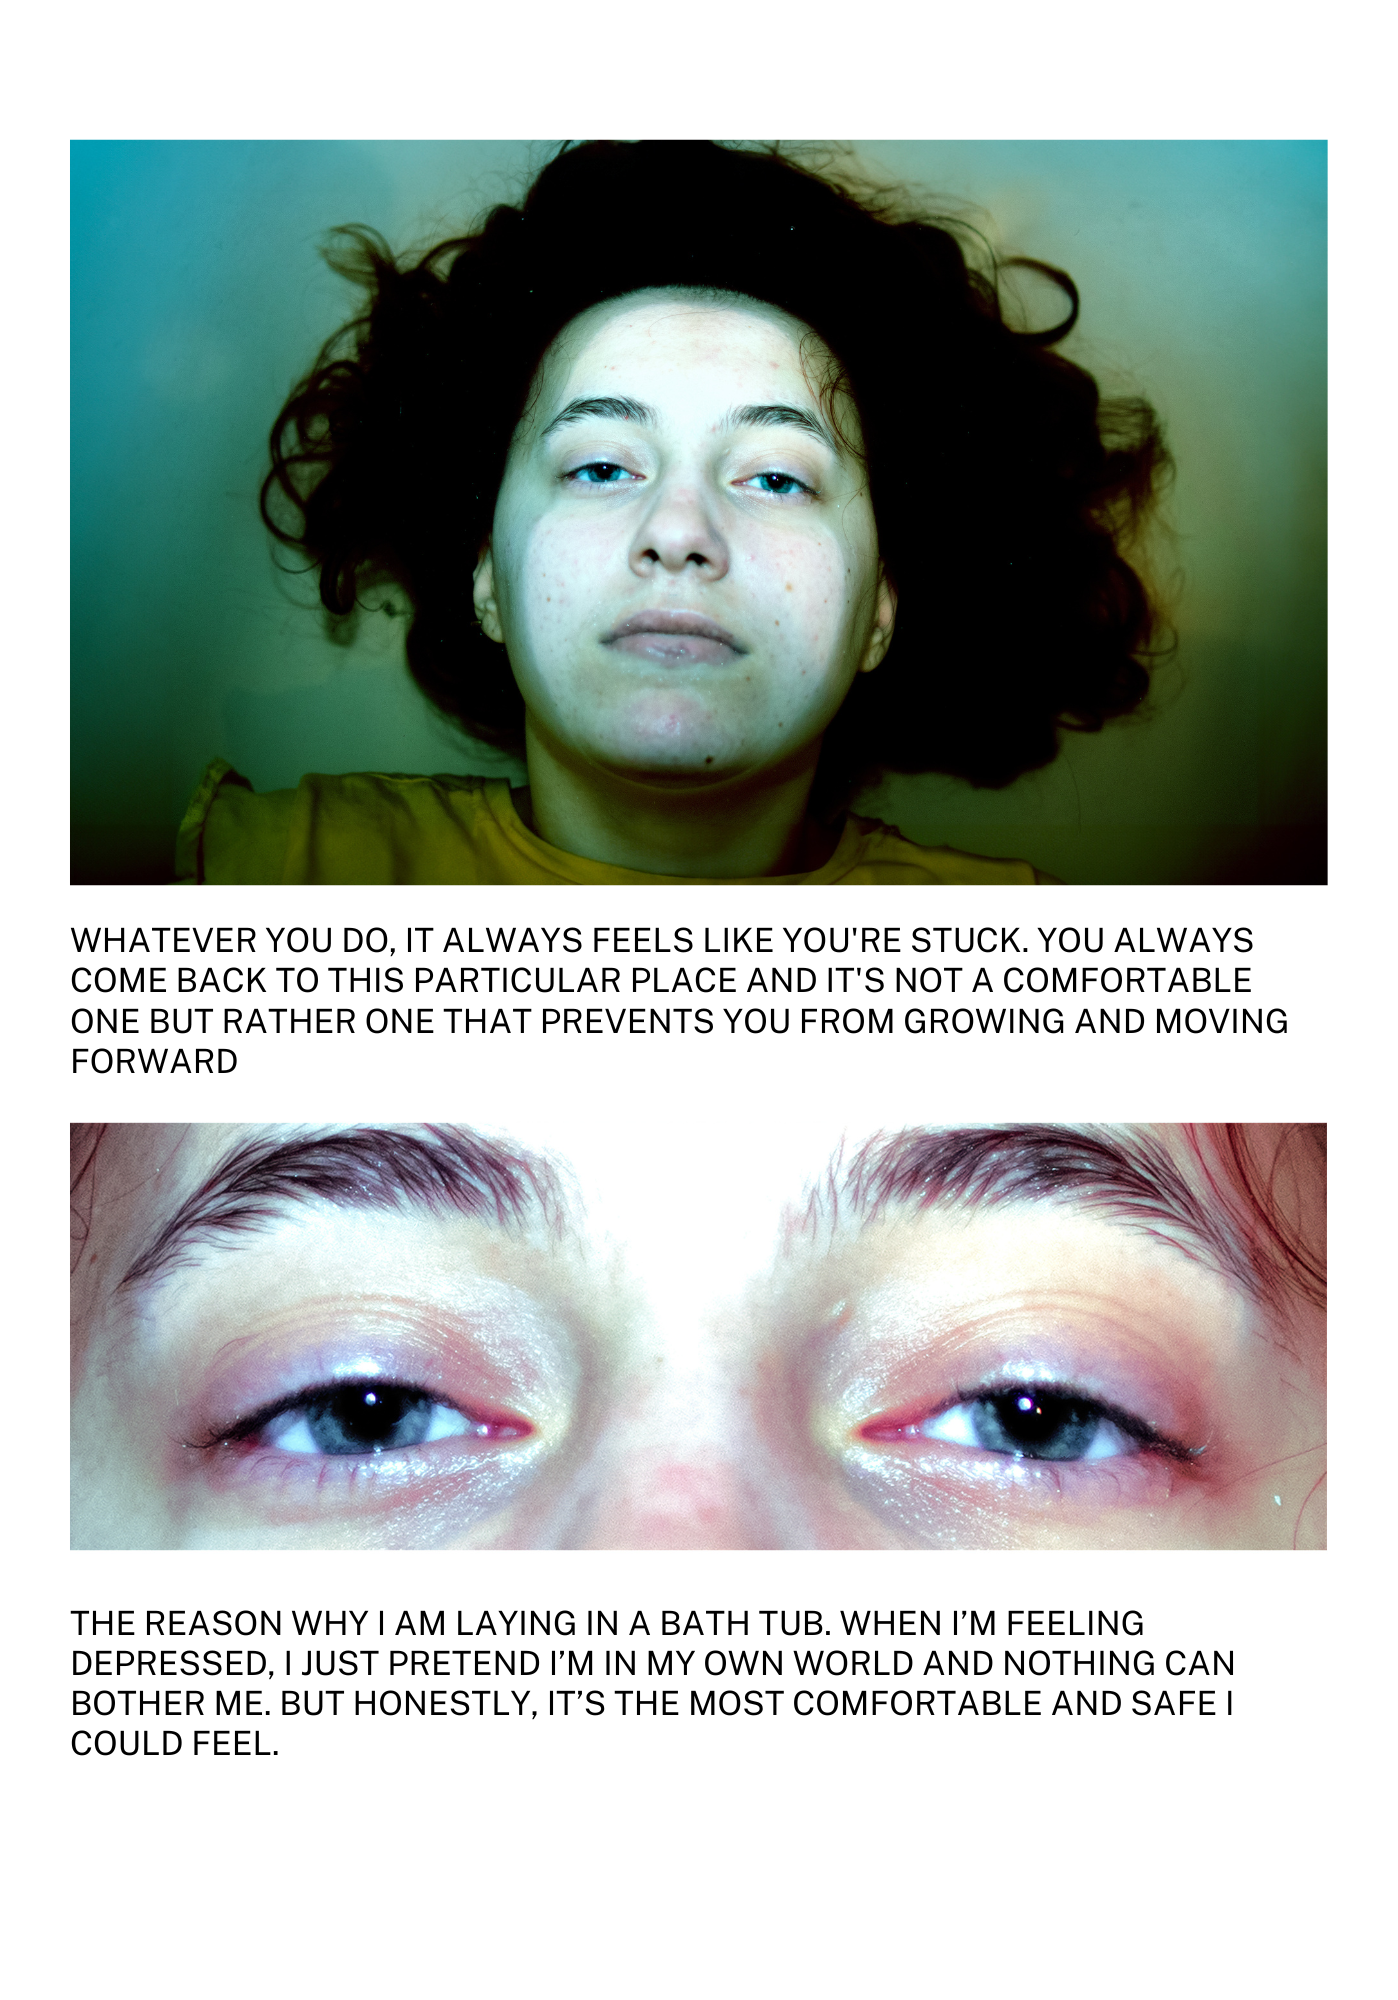 WHATEVER YOU DO, IT ALWAYS FEELS LIKE YOU'RE STUCK. YOU ALWAYS
COME BACK TO THIS PARTICULAR PLACE AND IT'S NOT A COMFORTABLE
ONE BUT RATHER ONE THAT PREVENTS YOU FROM GROWING AND MOVING
FORWARD
THE REASON WHY I AM LAYING IN A BATH TUB. WHEN I’M FEELING
DEPRESSED, I JUST PRETEND I’M IN MY OWN WORLD AND NOTHING CAN
BOTHER ME. BUT HONESTLY, IT’S THE MOST COMFORTABLE AND SAFE I
COULD FEEL.